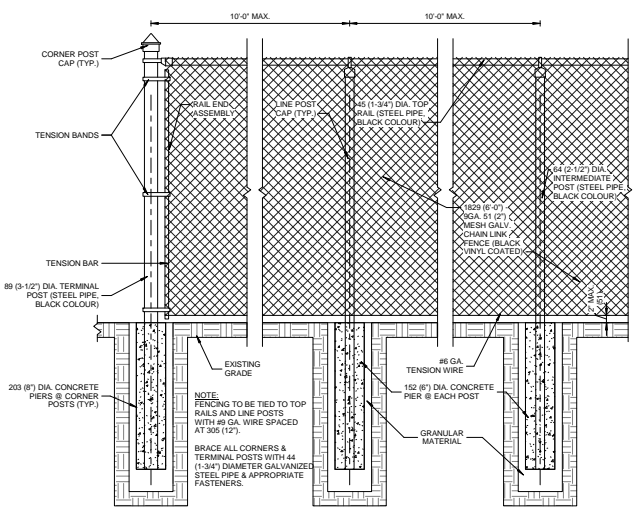 10'-0" MAX.
10'-0" MAX.
CORNER POST
CAP (TYP.)
TENSION BANDS
RAIL END
ASSEMBLY
LINE POST
CAP (TYP.)
45 (1-3/4") DIA. TOP
RAIL (STEEL PIPE,
BLACK COLOUR)
64 (2-1/2") DIA.
INTERMEDIATE
POST (STEEL PIPE,
BLACK COLOUR)
1829 (6'-0") -
9GA. 51 (2")
MESH GALV.
CHAIN LINK
FENCE (BLACK
VINYL COATED)
TENSION BAR
89 (3-1/2") DIA. TERMINAL
POST (STEEL PIPE,
BLACK COLOUR)
2" MAX.
(51)
#6 GA.
TENSION WIRE
EXISTING
GRADE
203 (8") DIA. CONCRETE
PIERS @ CORNER
POSTS (TYP.)
152 (6") DIA. CONCRETE
PIER @ EACH POST
NOTE:
FENCING TO BE TIED TO TOP
RAILS AND LINE POSTS
WITH #9 GA. WIRE SPACED
AT 305 (12").
BRACE ALL CORNERS &
TERMINAL POSTS WITH 44
(1-3/4") DIAMETER GALVANIZED
STEEL PIPE & APPROPRIATE
FASTENERS.
GRANULAR
MATERIAL